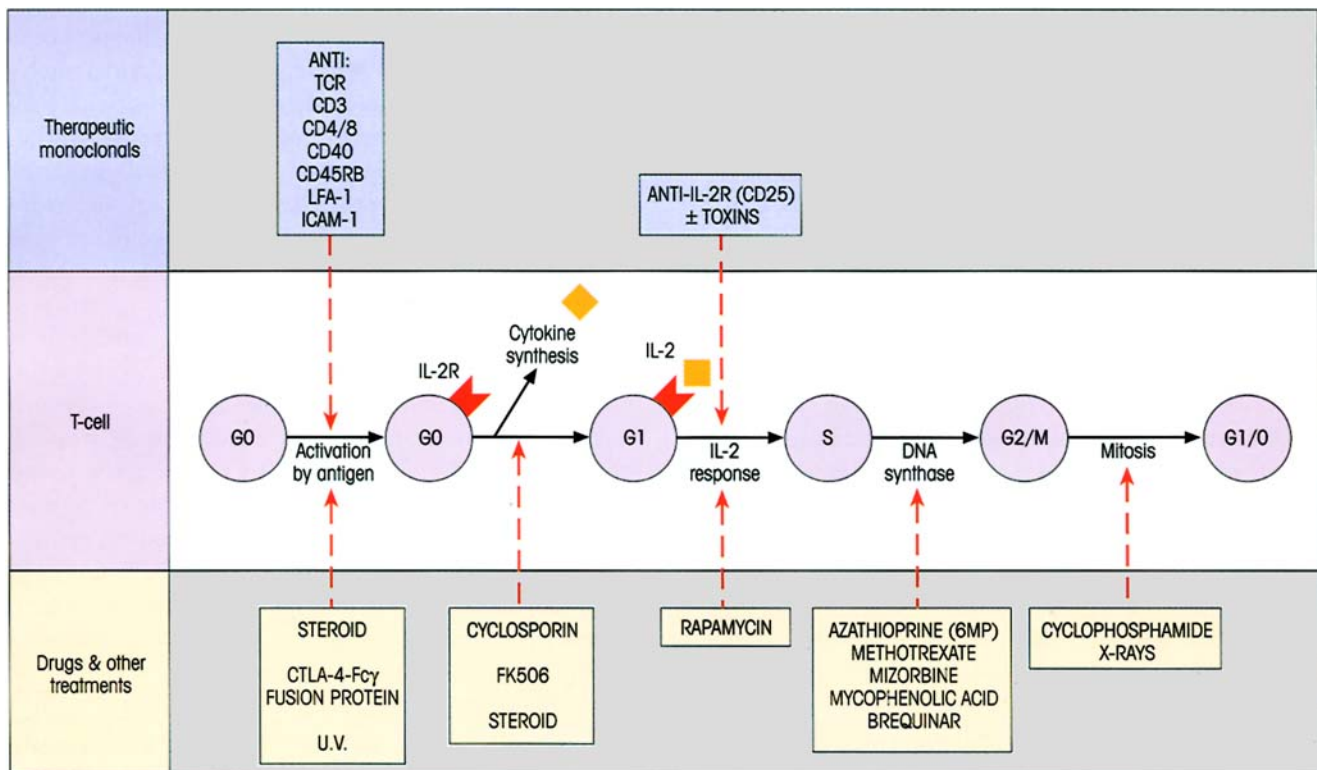 Therapeutic
monoclonals
ANTI:
TCR
CD3
CD4/8
CD40
CD45RB
LFA-1
ICAM-1
ANTI-IL-2R (CD25)
± TOXINS
T-cell
G0
Activation
by antigen
IL-2R
G0
Cytokine
synthesis
IL-2
G1
IL-2
response
S
DNA
synthase
G2/M
Mitosis
G1/0
Drugs & other
treatments
STEROID
CTLA-4-Fcγ
FUSION PROTEIN
U.V.
CYCLOSPORIN
FK506
STEROID
RAPAMYCIN
AZATHIOPRINE (6MP)
METHOTREXATE
MIZORBINE
MYCOPHENOLIC ACID
BREQUINAR
CYCLOPHOSPHAMIDE
X-RAYS